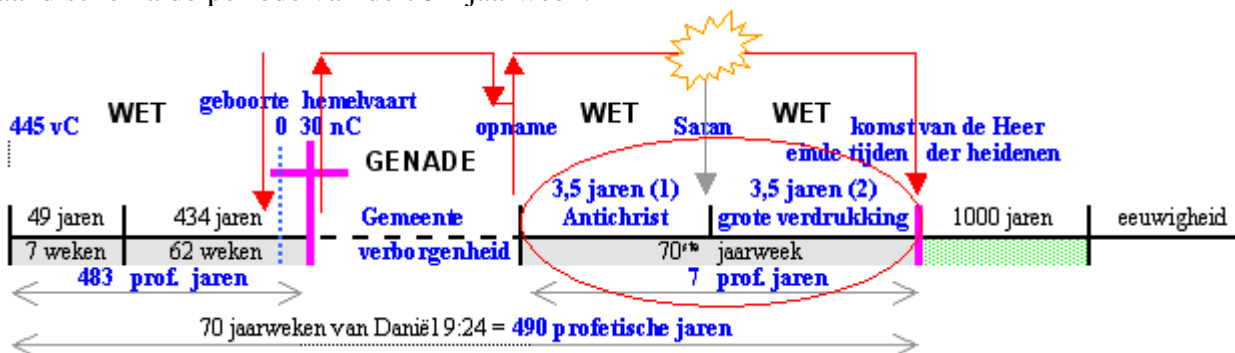 WET
geboorte hemelvaart
WET
WET
445 vC
0 30 nC
opname
Satan
komst van de Heer
GENADE
einde tijden der heidenen
3,5 jaren (1)
3,5 jaren (2)
49 jaren
434 jaren
Gemeente
Antichrist
grote verdrukking
1000 jaren
eeuwigheid
7 weken
62 weken
verborgenheid
70ste jaarweek
483 prof. jaren
7 prof. jaren
70 jaarweken van Daniël 9:24 = 490 profetische jaren